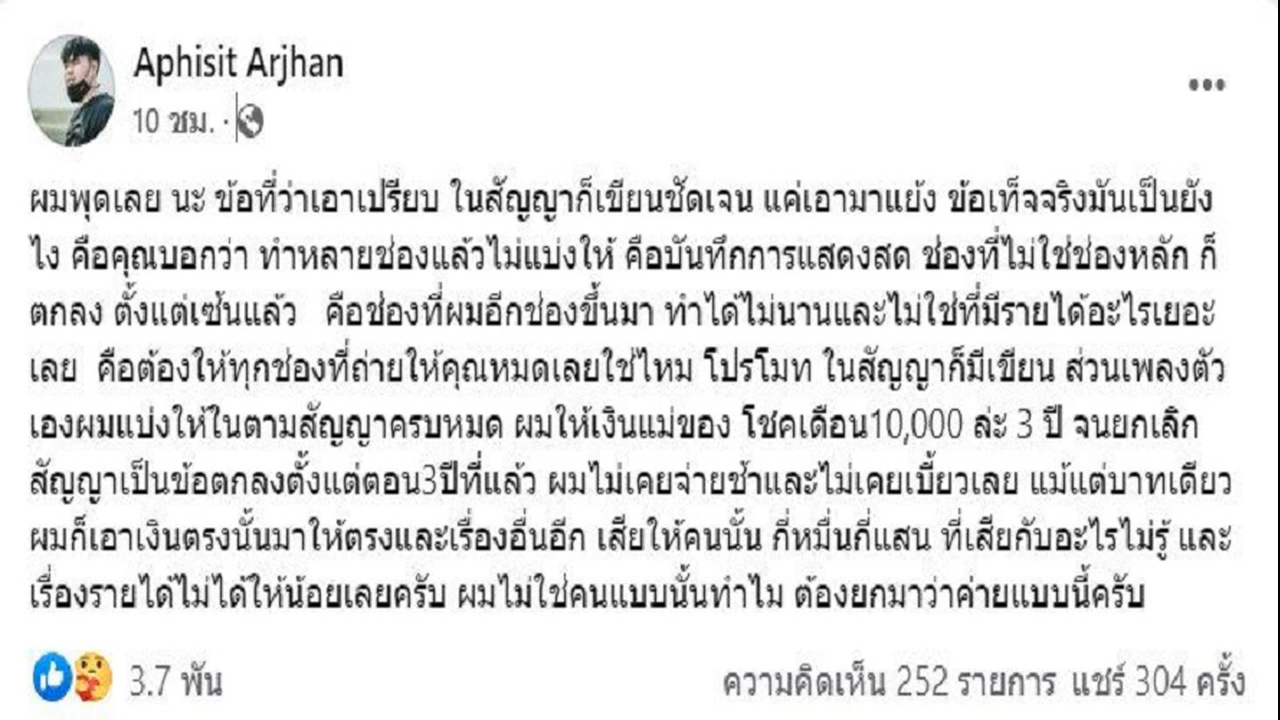 Aphisit Arjhan
10 ชม. ·
ผมพุดเลย นะ ข้อที่ว่าเอาเปรียบ ในสัญญาก็เขียนชัดเจน แค่เอามาแย้ง ข้อเท็จจริงมันเป็นยัง
ไง คือคุณบอกว่า ทำหลายช่องแล้วไม่แบ่งให้ คือบันทึกการแสดงสด ช่องที่ไม่ใช่ช่องหลัก ก็
ตกลง ตั้งแต่เซ้นแล้ว คือช่องที่ผมอีกช่องขึ้นมา ทำได้ไม่นานและไม่ใช่ที่มีรายได้อะไรเยอะ
เลย คือต้องให้ทุกช่องที่ถ่ายให้คุณหมดเลยใช่ไหม โปรโมท ในสัญญาก็มีเขียน ส่วนเพลงตัว
เองผมแบ่งให้ในตามสัญญาครบหมด ผมให้เงินแม่ของ โชคเดือน10,000 ล่ะ 3 ปี จนยกเลิก
สัญญาเป็นข้อตกลงตั้งแต่ตอน3ปีที่แล้ว ผมไม่เคยจ่ายช้าและไม่เคยเบี้ยวเลย แม้แต่บาทเดียว
ผมก็เอาเงินตรงนั้นมาให้ตรงและเรื่องอื่นอีก เสียให้คนนั้น กี่หมื่นกี่แสน ที่เสียกับอะไรไม่รู้ และ
เรื่องรายได้ไม่ได้ให้น้อยเลยครับ ผมไม่ใช่คนแบบนั้นทำไม ต้องยกมาว่าค่ายแบบนี้ครับ
3.7 พัน
ความคิดเห็น 252 รายการ แชร์ 304 ครั้ง